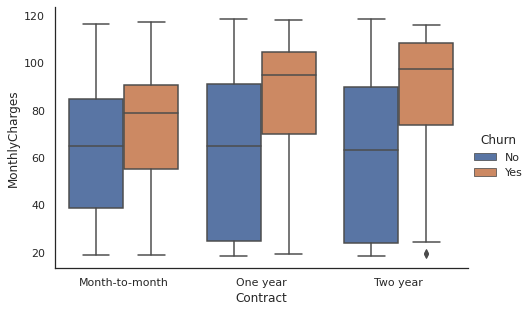 120
100
80
60
40
20
MonthlyCharges
Month-to-month
One year
Two year
Contract
Churn
No
Yes